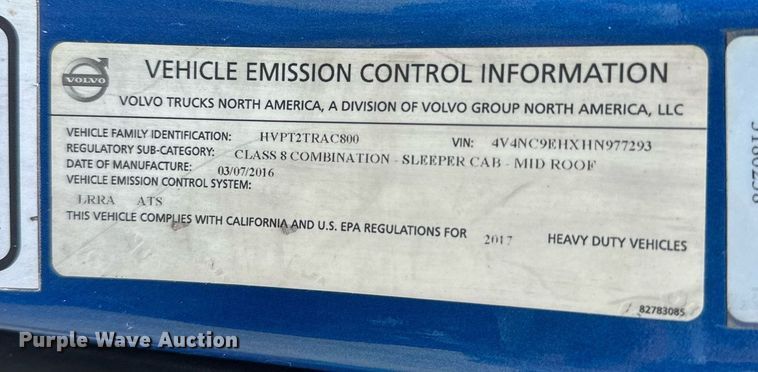 VOLVO
VEHICLE EMISSION CONTROL INFORMATION
VOLVO TRUCKS NORTH AMERICA, A DIVISION OF VOLVO GROUP NORTH AMERICA, LLC
VEHICLE FAMILY IDENTIFICATION: HVPT2TRAC800 VIN: 4V4NC9EHXHN977293
REGULATORY SUB-CATEGORY: CLASS 8 COMBINATION - SLEEPER CAB - MID ROOF
DATE OF MANUFACTURE: 03/07/2016
VEHICLE EMISSION CONTROL SYSTEM:
LRRA ATS
THIS VEHICLE COMPLIES WITH CALIFORNIA AND U.S. EPA REGULATIONS FOR 2017 HEAVY DUTY VEHICLES
82783085
Purple Wave Auction